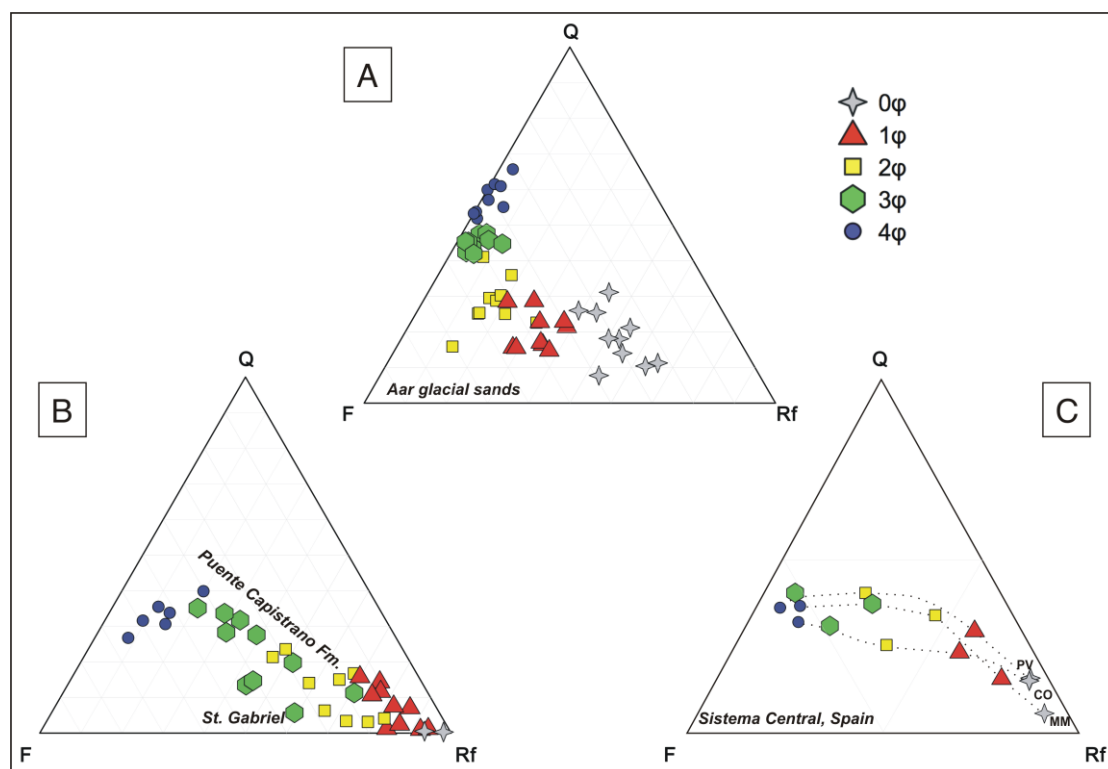 Q
A
0φ
1φ
2φ
3φ
4φ
Aar glacial sands
F
Rf
Q
B
Puente Capistrano Fm.
St. Gabriel
F
Rf
Q
C
PV
CO
MM
Sistema Central, Spain
F
Rf